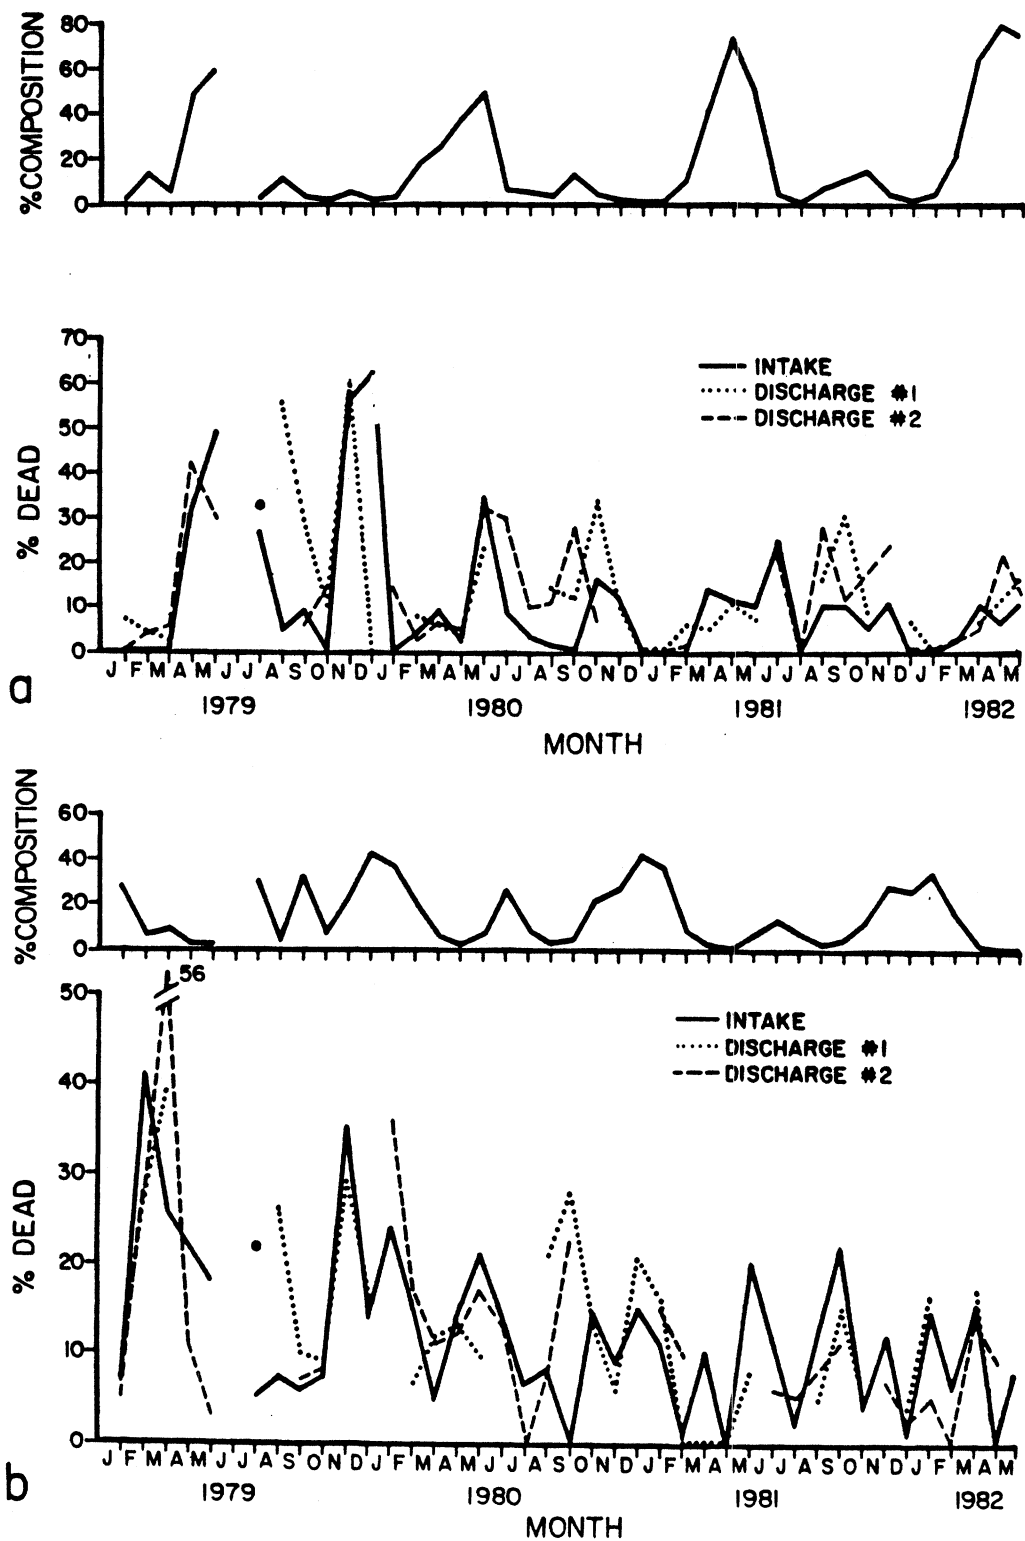 %COMPOSITION
80
60
40
20
0
% DEAD
70
60
50
40
30
20
10
0
INTAKE
DISCHARGE #1
DISCHARGE #2
J F M A M J J A S O N D J F M A M J J A S O N D J F M A M J J A S O N D J F M A M
1979 1980 1981 1982
MONTH
a
%COMPOSITION
60
40
20
0
% DEAD
50
40
30
20
10
0
56
INTAKE
DISCHARGE #1
DISCHARGE #2
J F M A M J J A S O N D J F M A M J J A S O N D J F M A M J J A S O N D J F M A M
1979 1980 1981 1982
MONTH
b